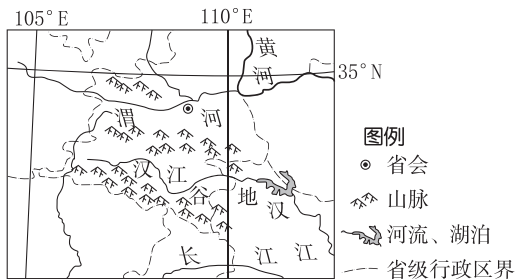 105°E
110°E
黄河
35°N
渭河
汉江谷地
汉江
长江
图例
省会
山脉
河流、湖泊
省级行政区界